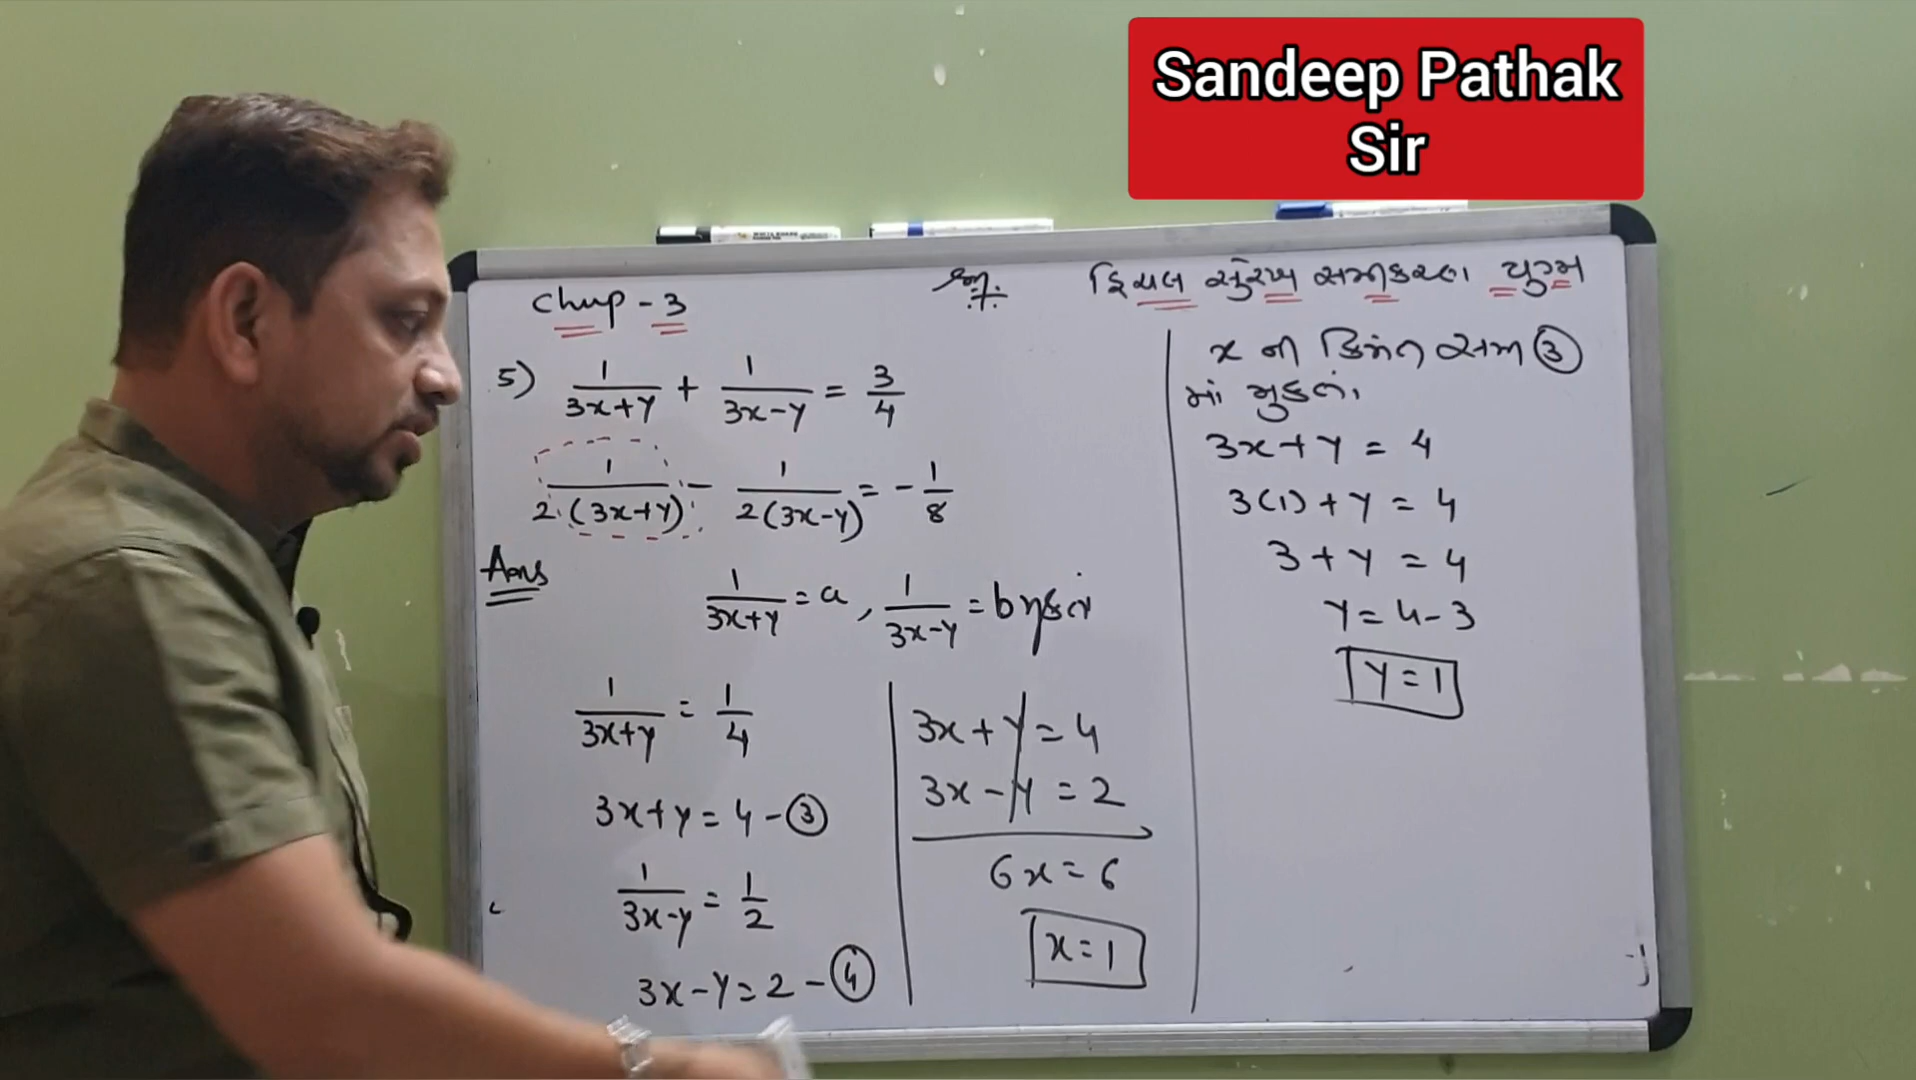 Sandeep Pathak
Sir
Chap - 3
દ્વિચલ સુરેખ સમીકરણ યુગ્મ
5) 1/(3x+y) + 1/(3x-y) = 3/4
1/2(3x+y) - 1/2(3x-y) = -1/8
Ans
1/(3x+y) = a, 1/(3x-y) = b મુકતાં
1/(3x+y) = 1/4
3x+y = 4 - ③
1/(3x-y) = 1/2
3x-y = 2 - ④
3x+y = 4
3x-y = 2
6x = 6
x = 1
x ની કિંમત સમી ③
માં મુકતાં,
3x+y = 4
3(1)+y = 4
3+y = 4
y = 4-3
y = 1